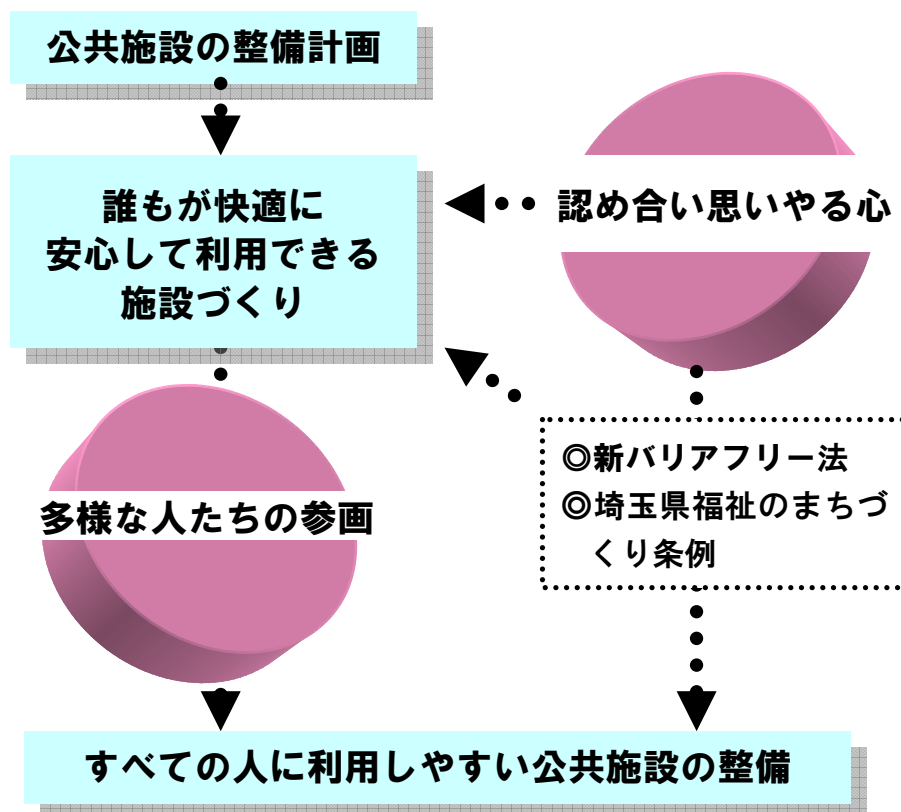 公共施設の整備計画
誰もが快適に
安心して利用できる
施設づくり
認め合い思いやる心
◎新バリアフリー法
◎埼玉県福祉のまちづ
くり条例
多様な人たちの参画
すべての人に利用しやすい公共施設の整備